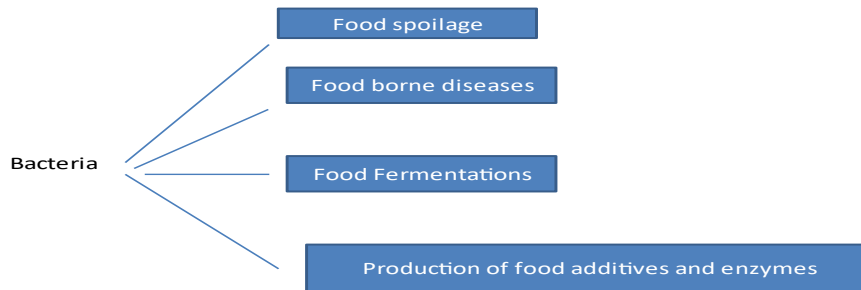 Food spoilage
Food borne diseases
Bacteria
Food Fermentations
Production of food additives and enzymes